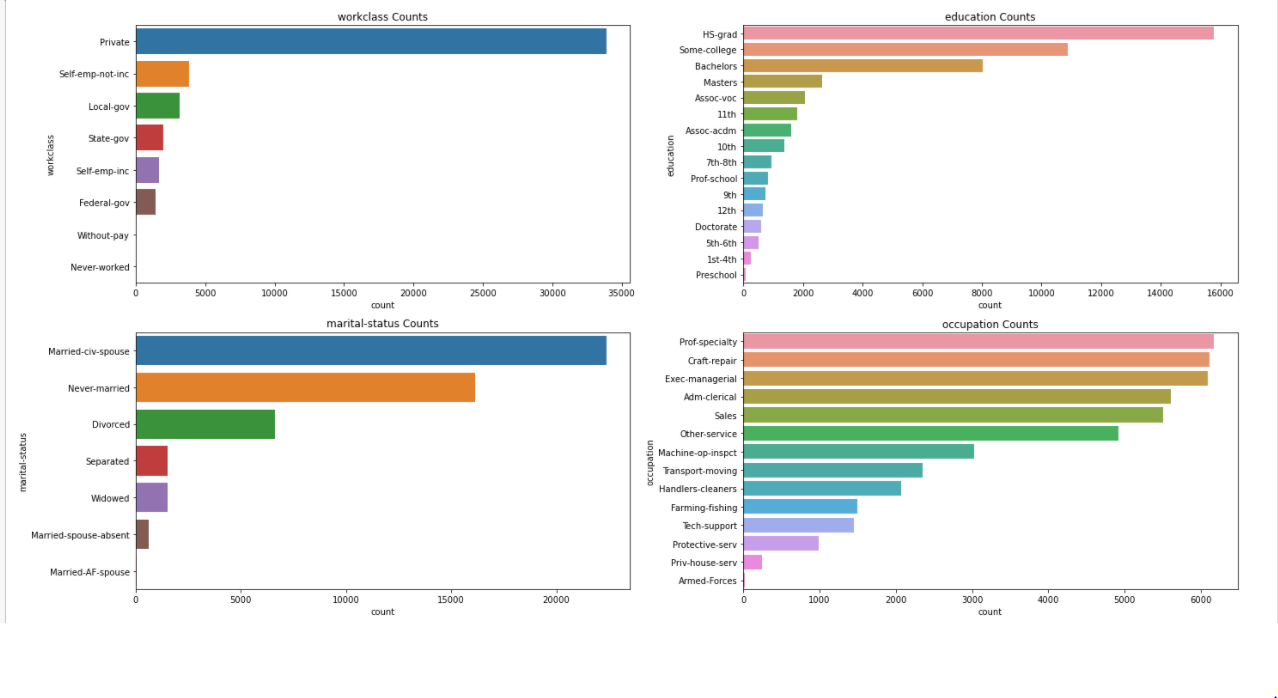 workclass Counts
workclass
Private
Self-emp-not-inc
Local-gov
State-gov
Self-emp-inc
Federal-gov
Without-pay
Never-worked
0 5000 10000 15000 20000 25000 30000 35000
count
education Counts
education
HS-grad
Some-college
Bachelors
Masters
Assoc-voc
11th
Assoc-acdm
10th
7th-8th
Prof-school
9th
12th
Doctorate
5th-6th
1st-4th
Preschool
0 2000 4000 6000 8000 10000 12000 14000 16000
count
marital-status Counts
marital-status
Married-civ-spouse
Never-married
Divorced
Separated
Widowed
Married-spouse-absent
Married-AF-spouse
0 5000 10000 15000 20000
count
occupation Counts
occupation
Prof-specialty
Craft-repair
Exec-managerial
Adm-clerical
Sales
Other-service
Machine-op-inspct
Transport-moving
Handlers-cleaners
Farming-fishing
Tech-support
Protective-serv
Priv-house-serv
Armed-Forces
0 1000 2000 3000 4000 5000 6000
count